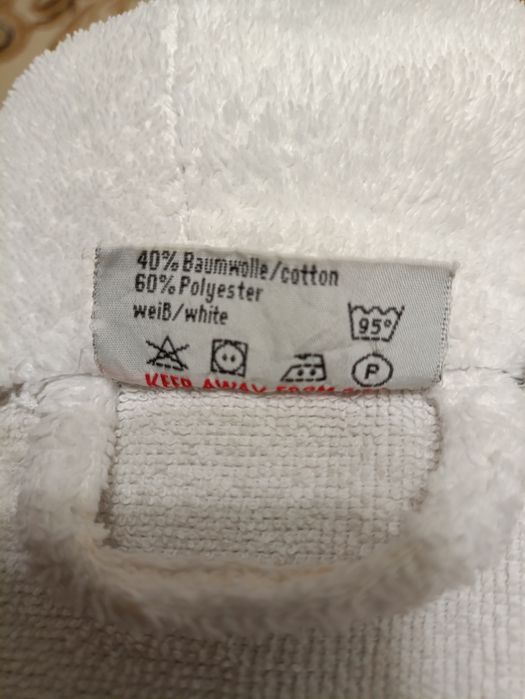 40% Baumwolle/cotton
60% Polyester
weiß/white
95°
P
KEEP AWAY FROM